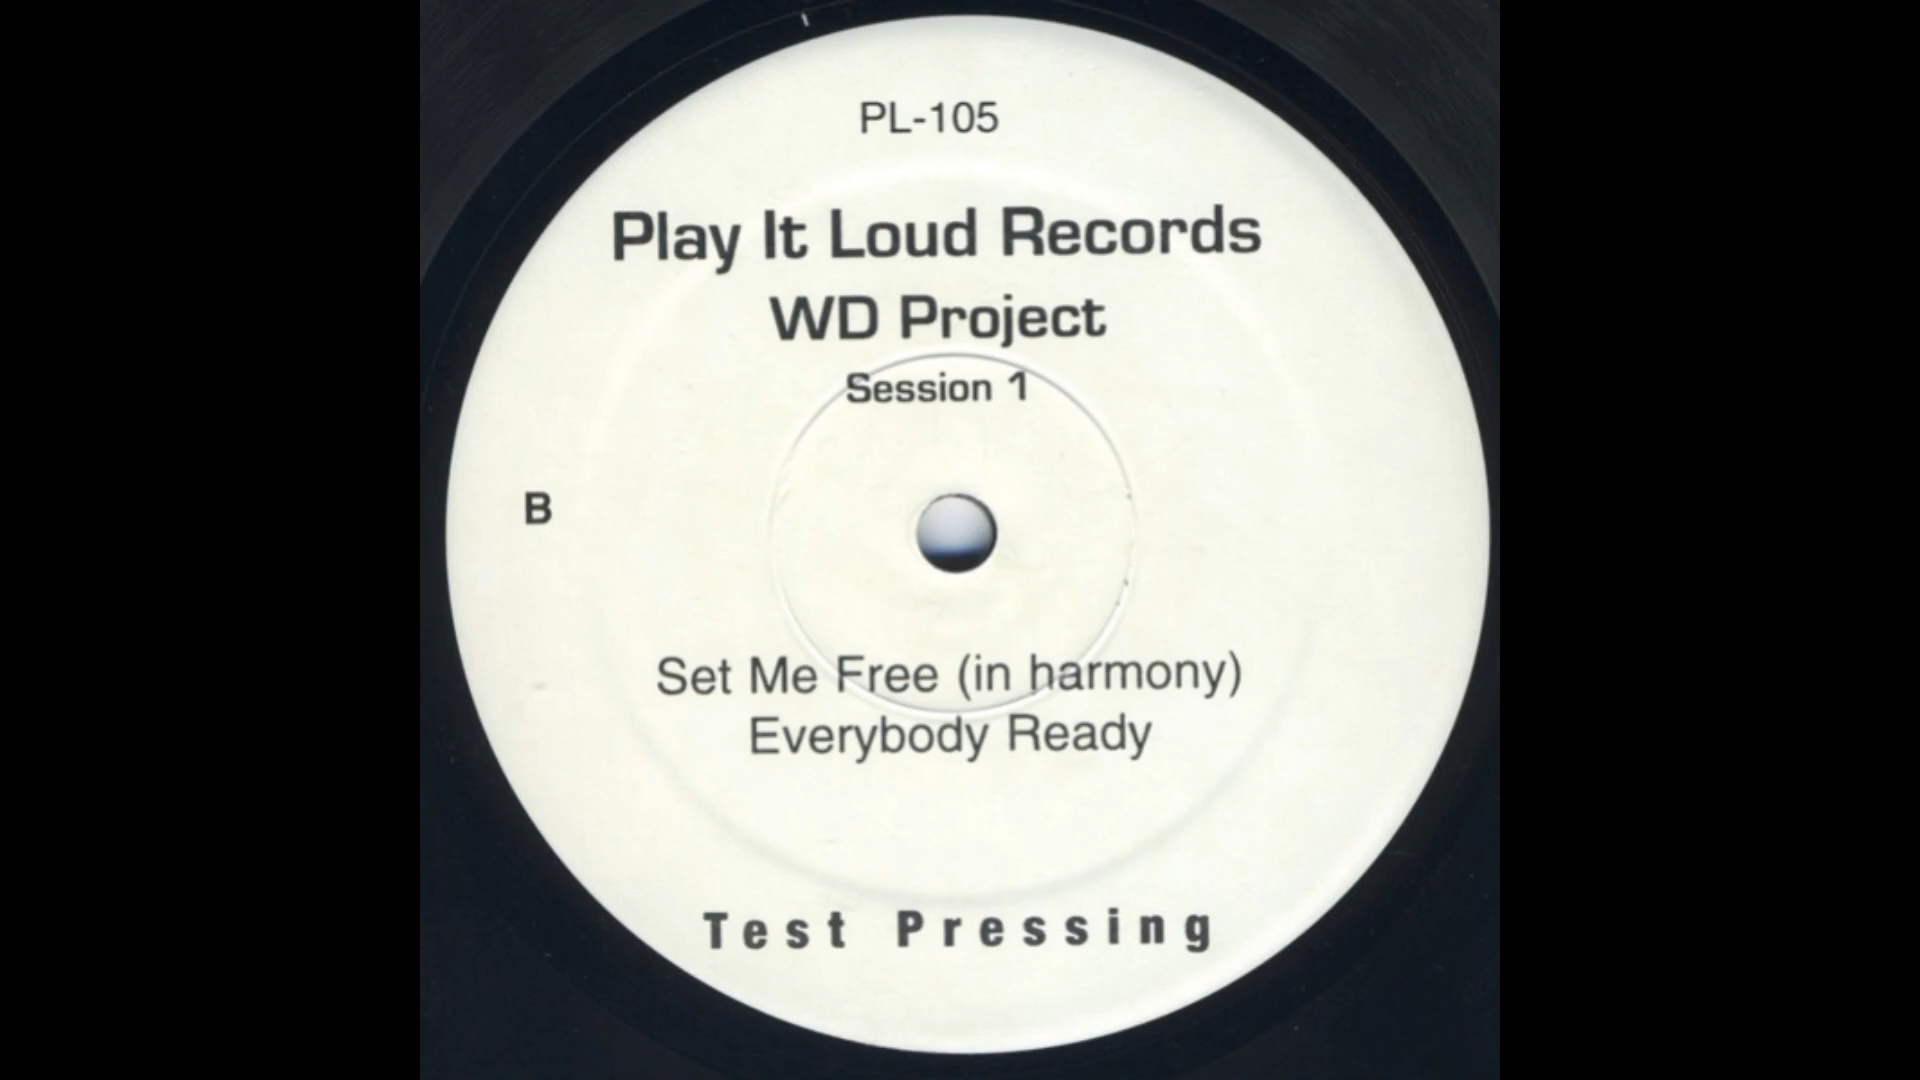 PL-105
Play It Loud Records
WD Project
Session 1
B
Set Me Free (in harmony)
Everybody Ready
Test Pressing